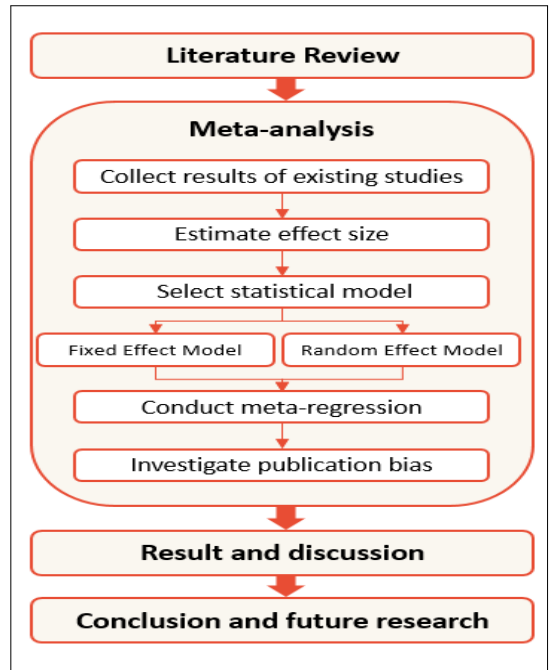 Literature Review
Meta-analysis
Collect results of existing studies
Estimate effect size
Select statistical model
Fixed Effect Model
Random Effect Model
Conduct meta-regression
Investigate publication bias
Result and discussion
Conclusion and future research